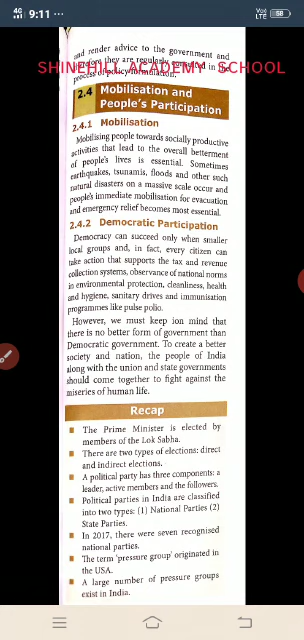 4G 9:11 ··· Vo) LTE 58
and render advice to the government and
therefore they are regularly consulted in the
process of policy formulation.
SHINEHILL ACADEMY SCHOOL
2.4 Mobilisation and
People's Participation
2.4.1 Mobilisation
Mobilising people towards socially productive
activities that lead to the overall betterment
of people's lives is essential. Sometimes
earthquakes, tsunamis, floods and other such
natural disasters on a massive scale occur and
people's immediate mobilisation for evacuation
and emergency relief becomes most essential.
2.4.2 Democratic Participation
Democracy can succeed only when smaller
local groups and, in fact, every citizen can
take action that supports the tax and revenue
collection systems, observance of national norms
in environmental protection, cleanliness, health
and hygiene, sanitary drives and immunisation
programmes like pulse polio.
However, we must keep ion mind that
there is no better form of government than
Democratic government. To create a better
society and nation, the people of India
along with the union and state governments
should come together to fight against the
miseries of human life.
Recap
■ The Prime Minister is elected by
members of the Lok Sabha.
■ There are two types of elections: direct
and indirect elections.
■ A political party has three components: a
leader, active members and the followers.
■ Political parties in India are classified
into two types: (1) National Parties (2)
State Parties.
■ In 2017, there were seven recognised
national parties.
■ The term 'pressure group' originated in
the USA.
■ A large number of pressure groups
exist in India.